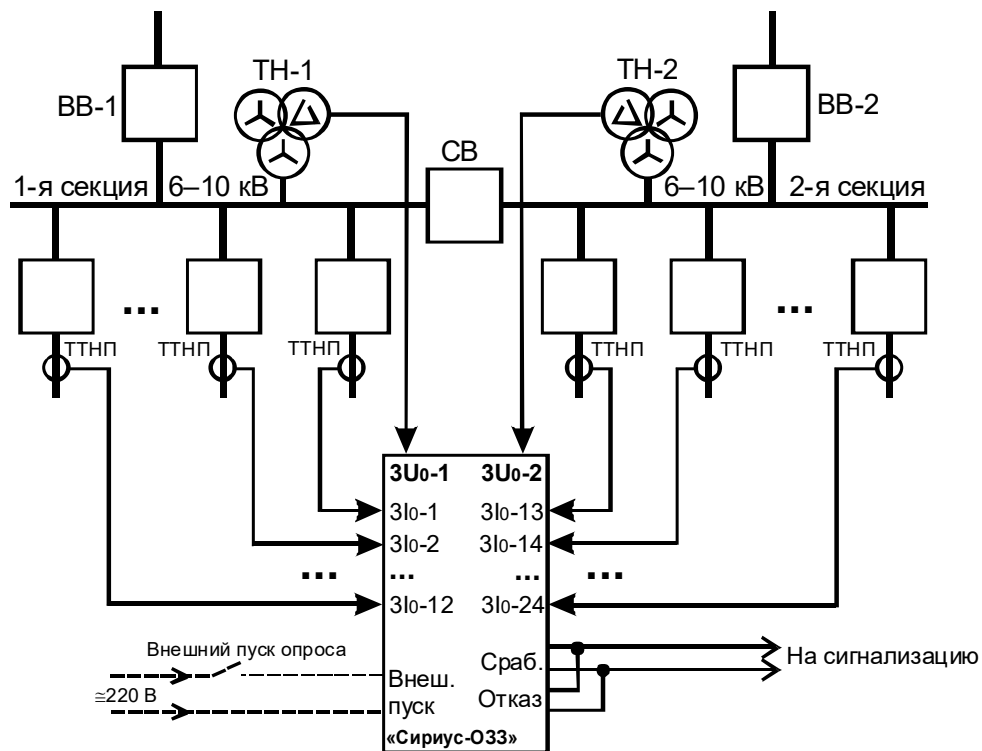 ТН-1
ТН-2
ВВ-1
ВВ-2
СВ
1-я секция
6–10 кВ
6–10 кВ
2-я секция
...
...
ТТНП
ТТНП
ТТНП
ТТНП
ТТНП
ТТНП
3U0-1
3U0-2
3I0-1
3I0-13
3I0-2
3I0-14
...
...
...
...
3I0-12
3I0-24
Внешний пуск опроса
Сраб.
На сигнализацию
Внеш.
пуск
Отказ
≅220 В
«Сириус-ОЗЗ»